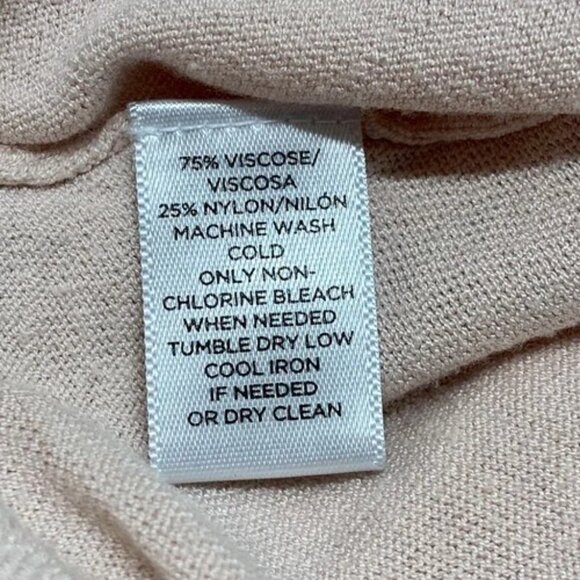 75% VISCOSE/
VISCOSA
25% NYLON/NILÓN
MACHINE WASH
COLD
ONLY NON-
CHLORINE BLEACH
WHEN NEEDED
TUMBLE DRY LOW
COOL IRON
IF NEEDED
OR DRY CLEAN